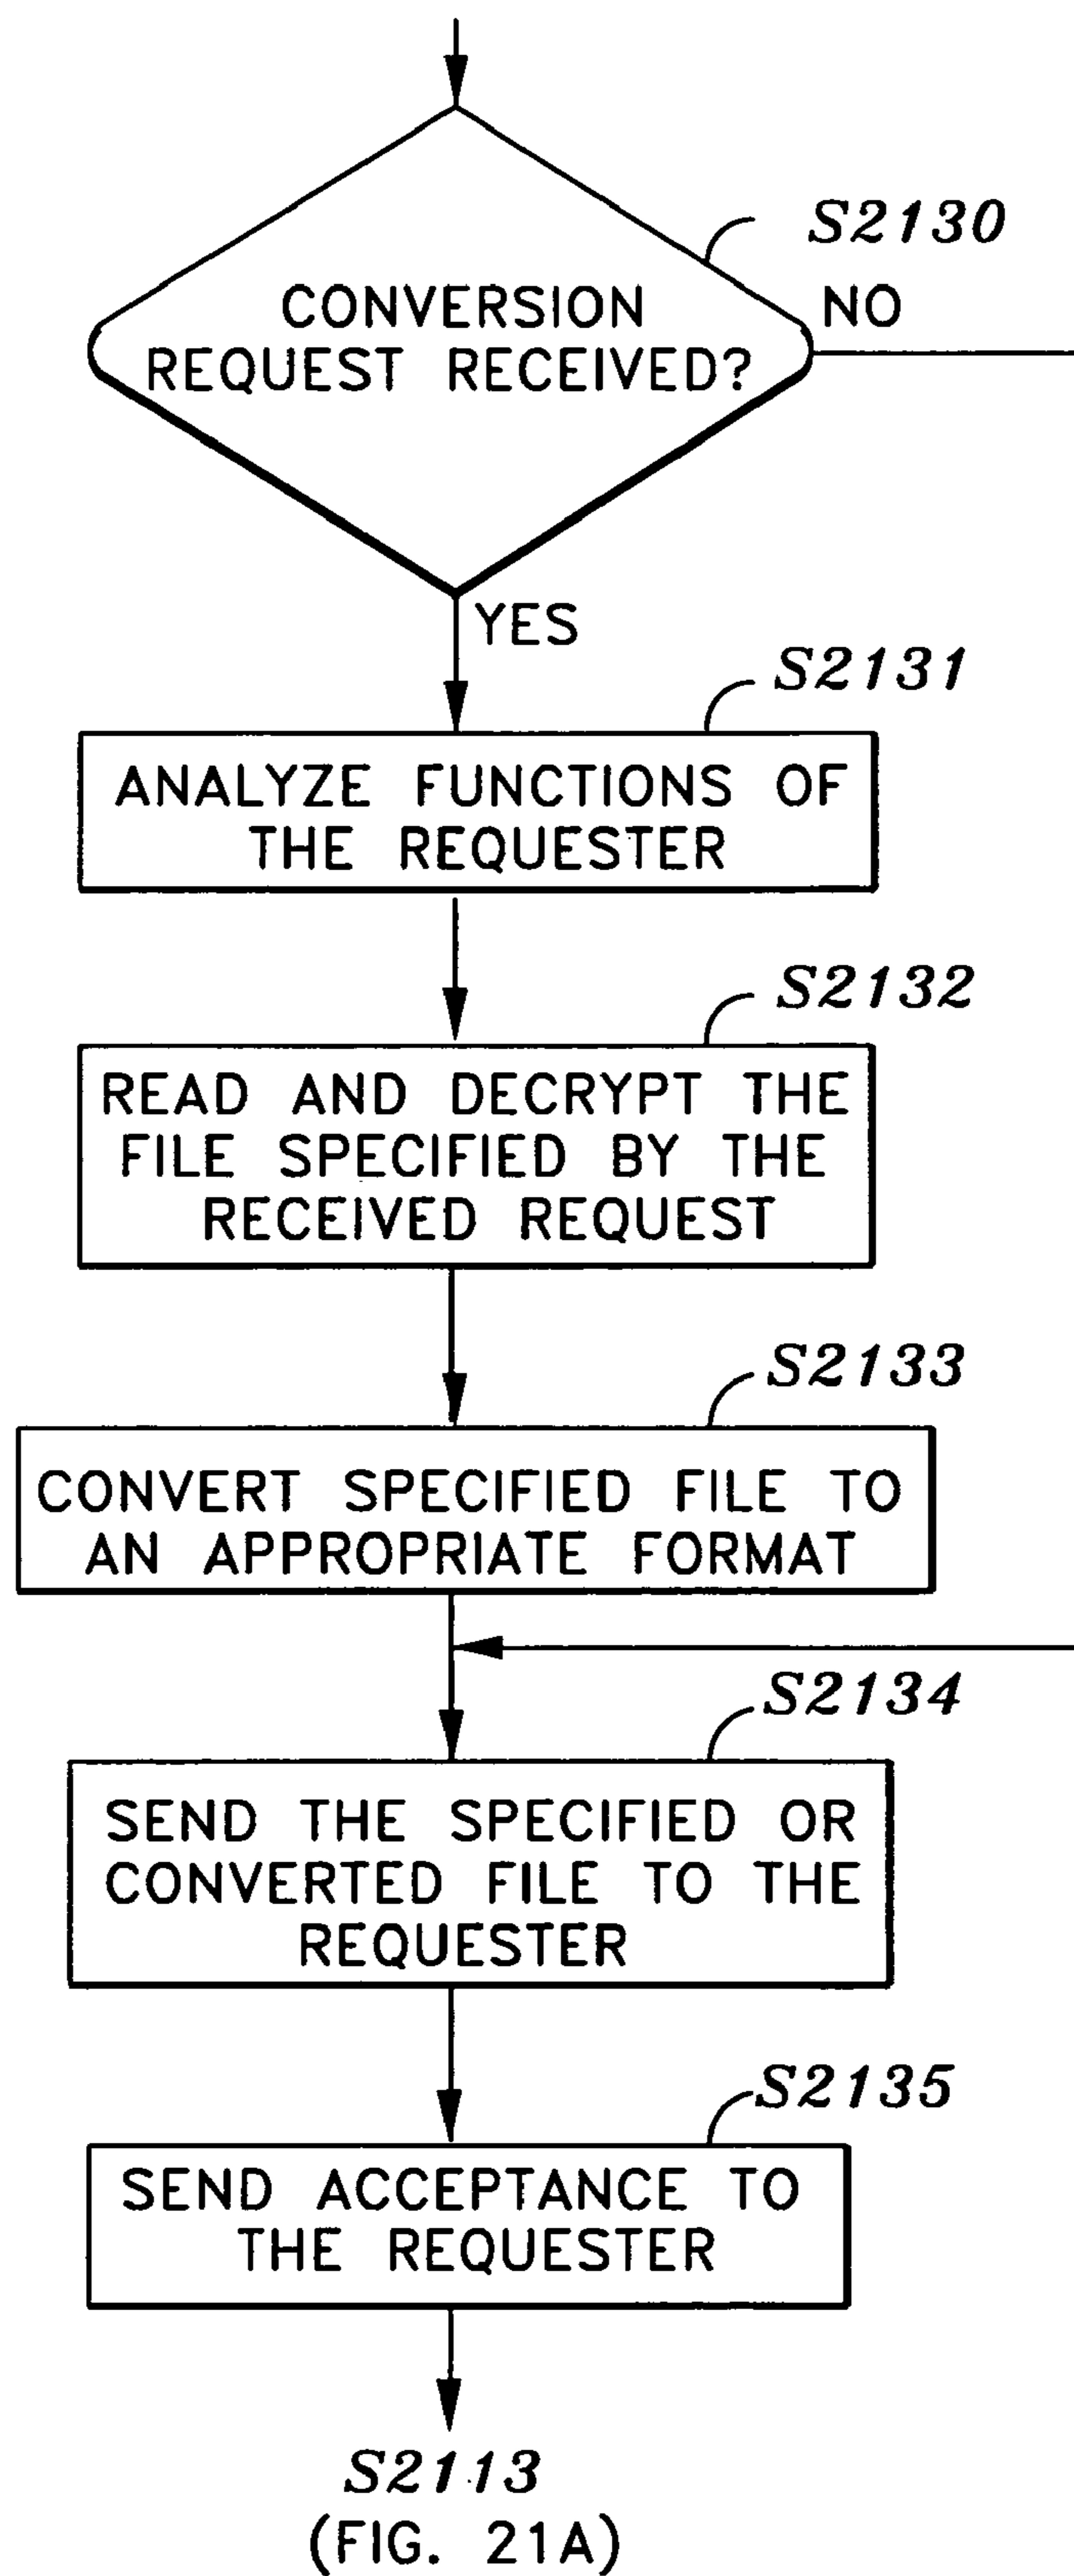 S2130
CONVERSION
REQUEST RECEIVED?
NO
YES
S2131
ANALYZE FUNCTIONS OF
THE REQUESTER
S2132
READ AND DECRYPT THE
FILE SPECIFIED BY THE
RECEIVED REQUEST
S2133
CONVERT SPECIFIED FILE TO
AN APPROPRIATE FORMAT
S2134
SEND THE SPECIFIED OR
CONVERTED FILE TO THE
REQUESTER
S2135
SEND ACCEPTANCE TO
THE REQUESTER
S2113
(FIG. 21A)